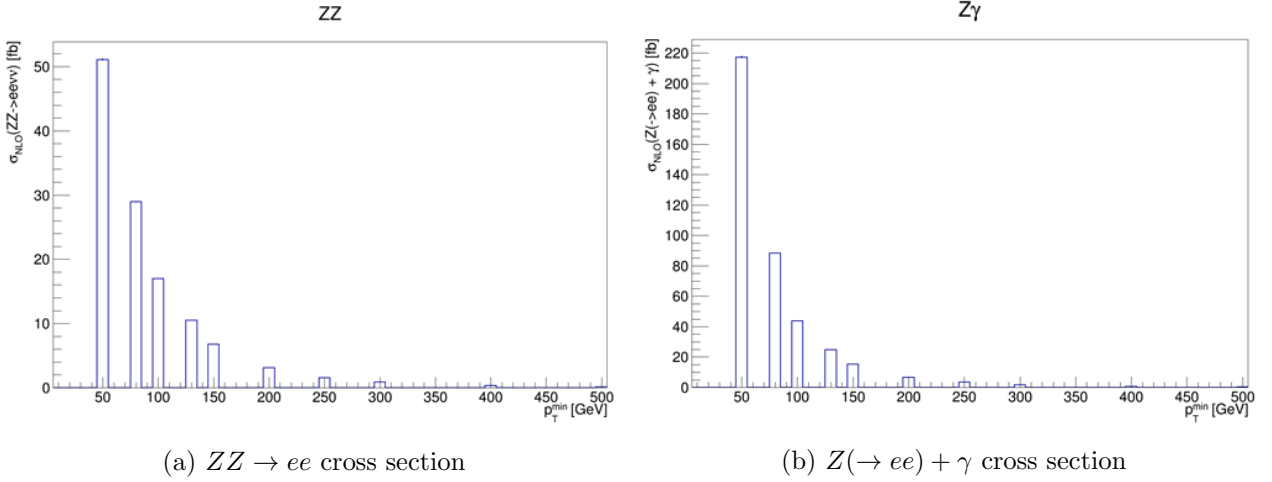 ZZ
σNLO(ZZ->eeνν) [fb]
50
40
30
20
10
0
50 100 150 200 250 300 350 400 450 500
pTmin [GeV]
(a) ZZ → ee cross section
Zγ
σNLO(Z(->ee) + γ) [fb]
220
200
180
160
140
120
100
80
60
40
20
0
50 100 150 200 250 300 350 400 450 500
pTmin [GeV]
(b) Z(→ ee) + γ cross section